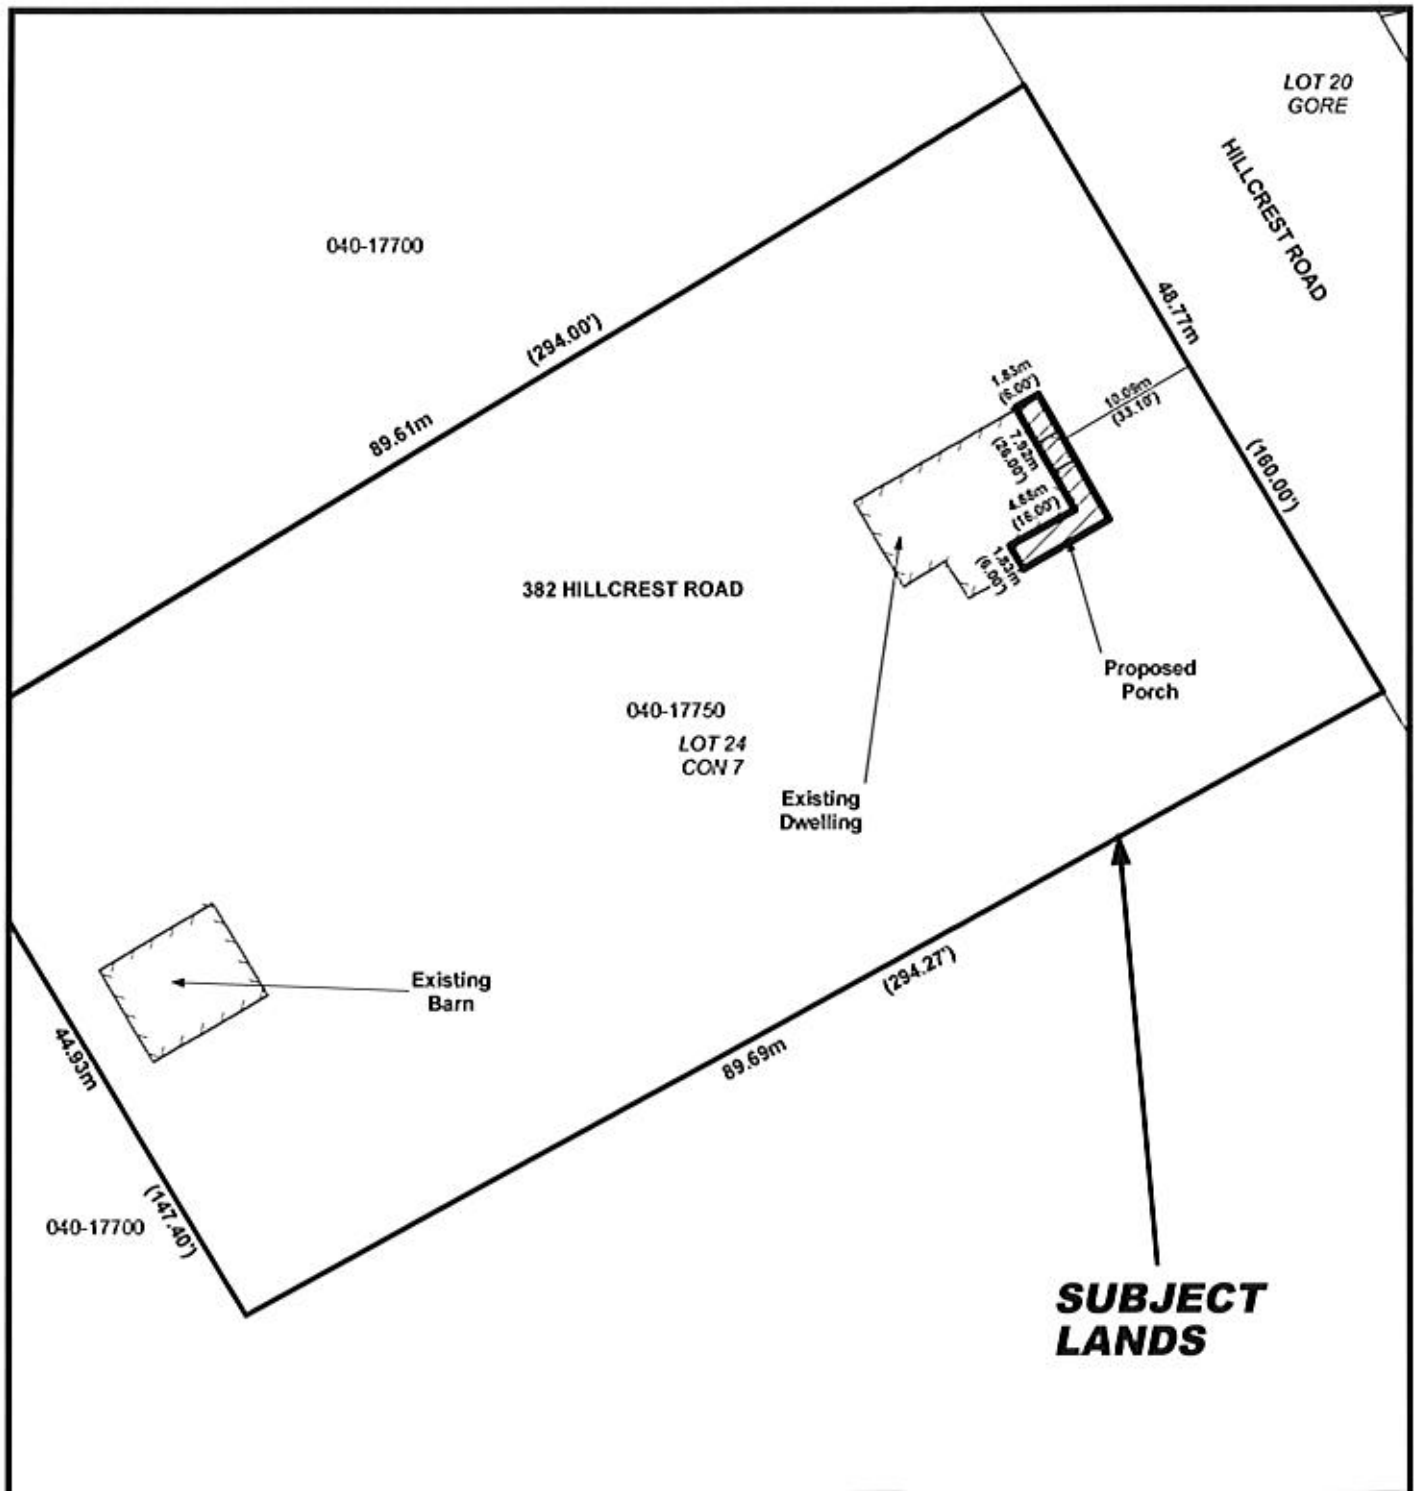 LOT 20
GORE
HILLCREST ROAD
040-17700
48.77m
(294.00')
1.83m
(6.00')
10.09m
(33.10')
89.61m
7.92m
(26.00')
(160.00')
4.88m
(16.00')
1.83m
(6.00')
382 HILLCREST ROAD
Proposed
Porch
040-17750
LOT 24
CON 7
Existing
Dwelling
(294.27')
Existing
Barn
89.69m
44.93m
(147.40')
040-17700
SUBJECT
LANDS